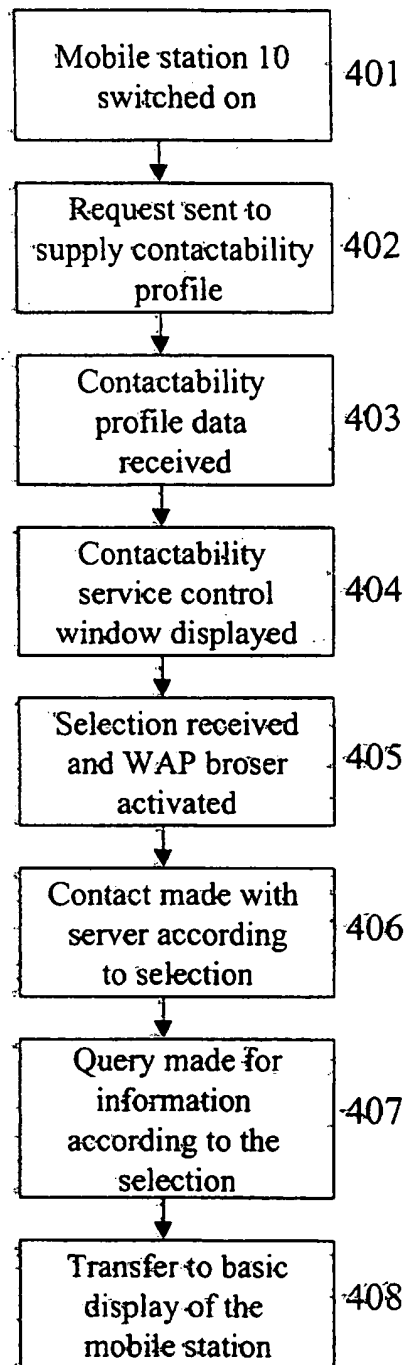 Mobile station 10
switched on
401
Request sent to
supply contactability
profile
402
Contactability
profile data
received
403
Contactability
service control
window displayed
404
Selection received
and WAP broser
activated
405
Contact made with
server according
to selection
406
Query made for
information
according to the
selection
407
Transfer to basic
display of the
mobile station
408